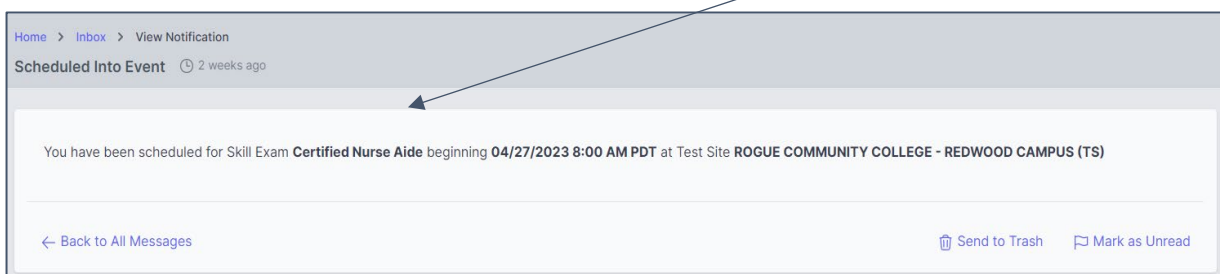 Home > Inbox > View Notification
Scheduled Into Event 2 weeks ago
You have been scheduled for Skill Exam Certified Nurse Aide beginning 04/27/2023 8:00 AM PDT at Test Site ROGUE COMMUNITY COLLEGE - REDWOOD CAMPUS (TS)
← Back to All Messages Send to Trash Mark as Unread